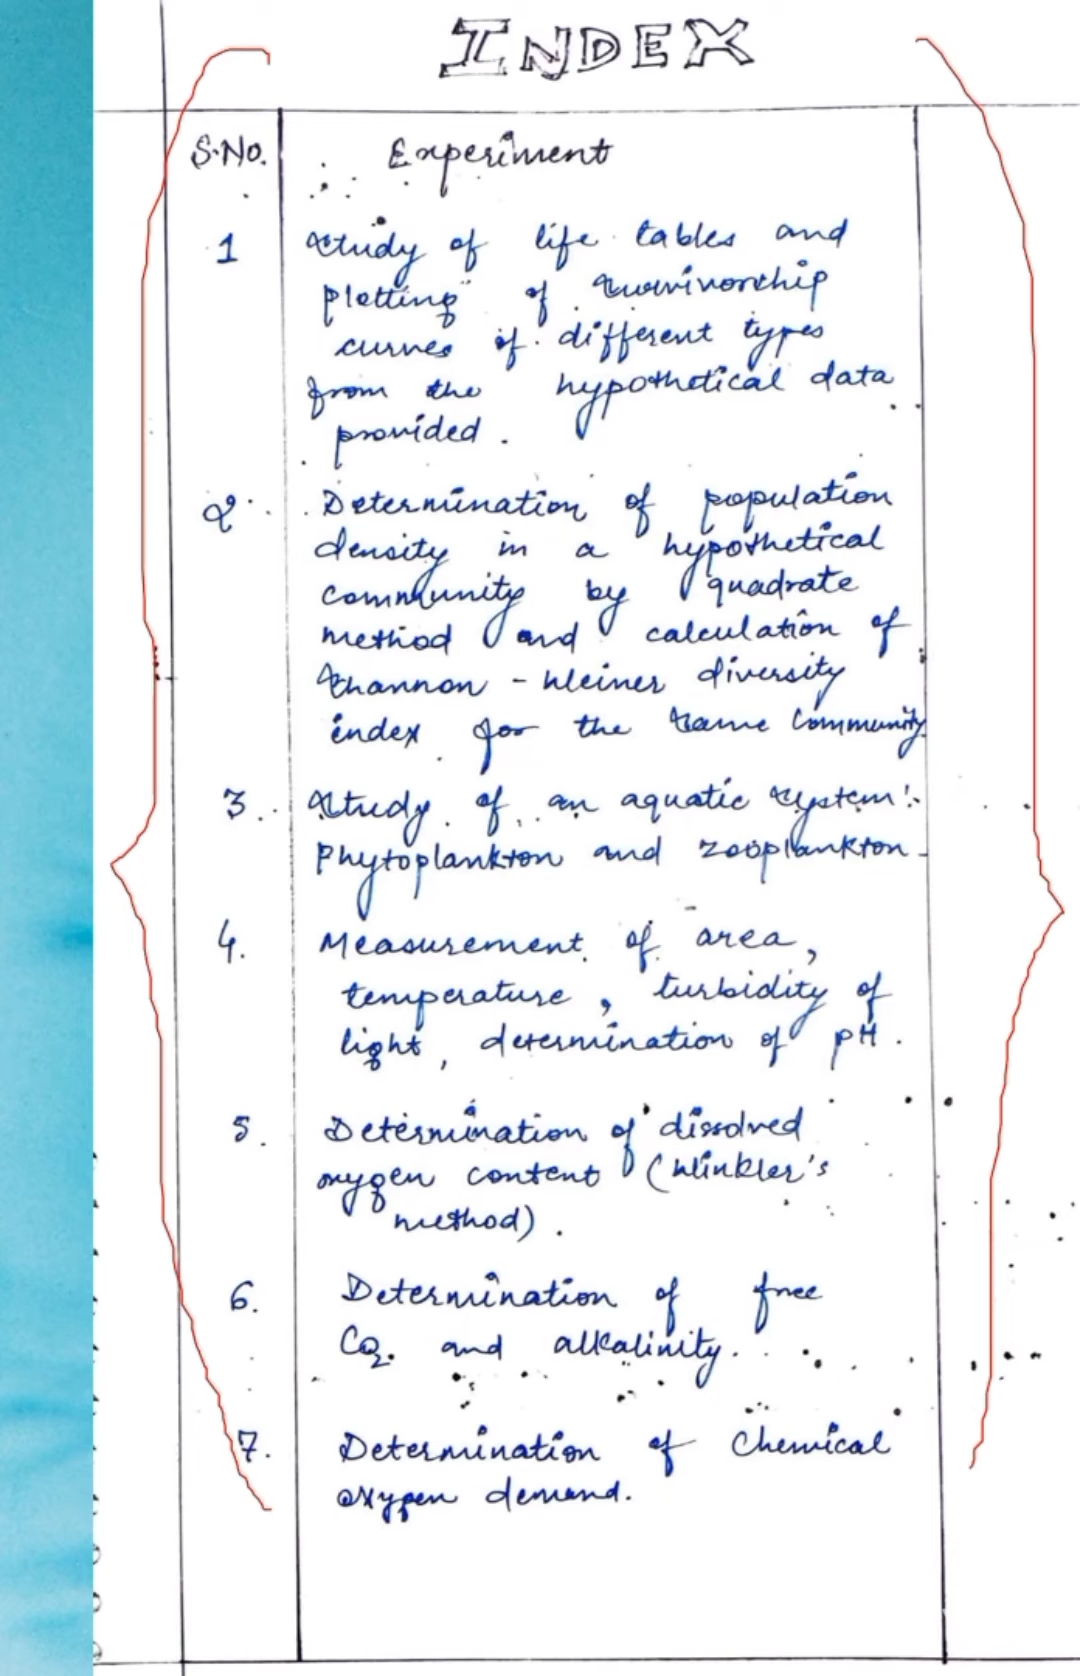 INDEX
S.No. Experiment
1 Study of life tables and
plotting of survivorship
curves of different types
from the hypothetical data
provided.
2. Determination of population
density in a hypothetical
community by quadrate
method and calculation of
Shannon - Weiner diversity
index for the same Community
3. Study of an aquatic system:
Phytoplankton and zooplankton
4. Measurement of area,
temperature, turbidity of
light, determination of pH.
5. Determination of dissolved
oxygen content (Winkler's
method).
6. Determination of free
CO2. and alkalinity.
7. Determination of Chemical
oxygen demand.